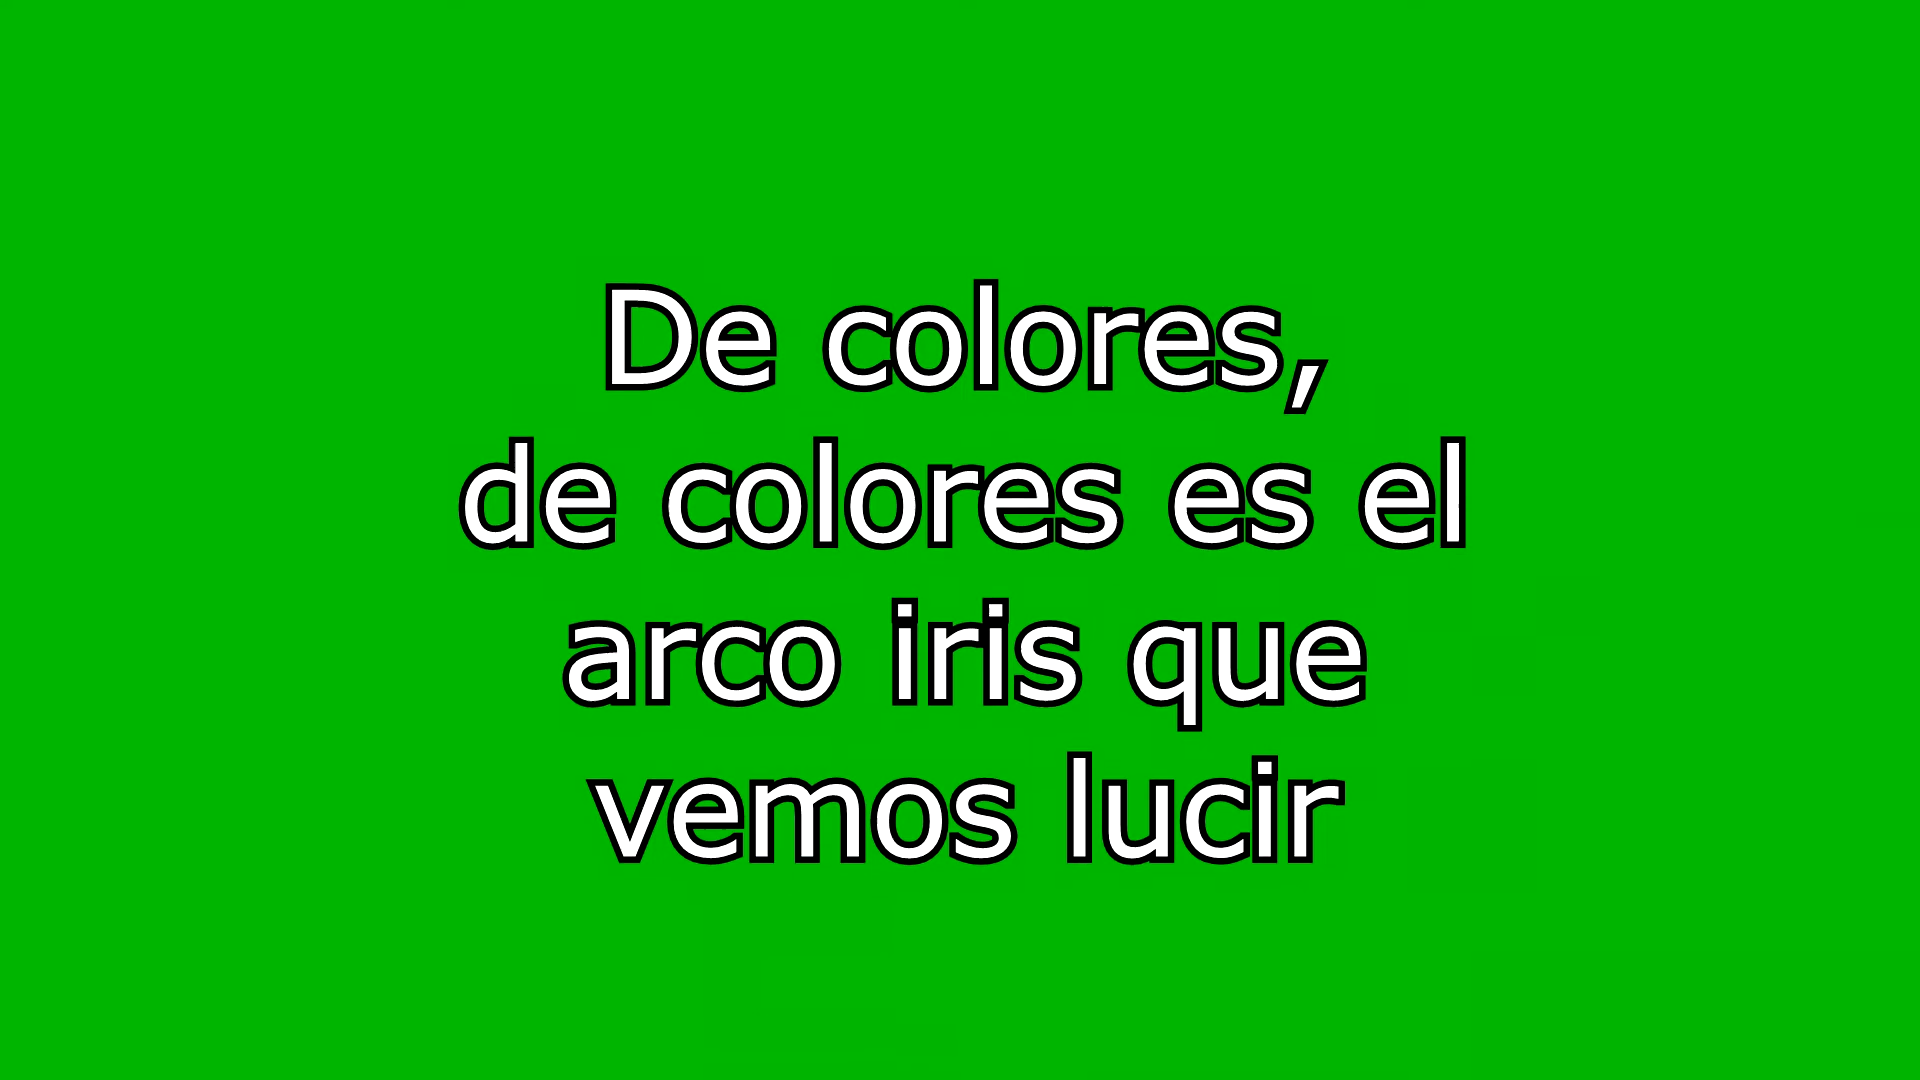 De colores,
de colores es el
arco iris que
vemos lucir